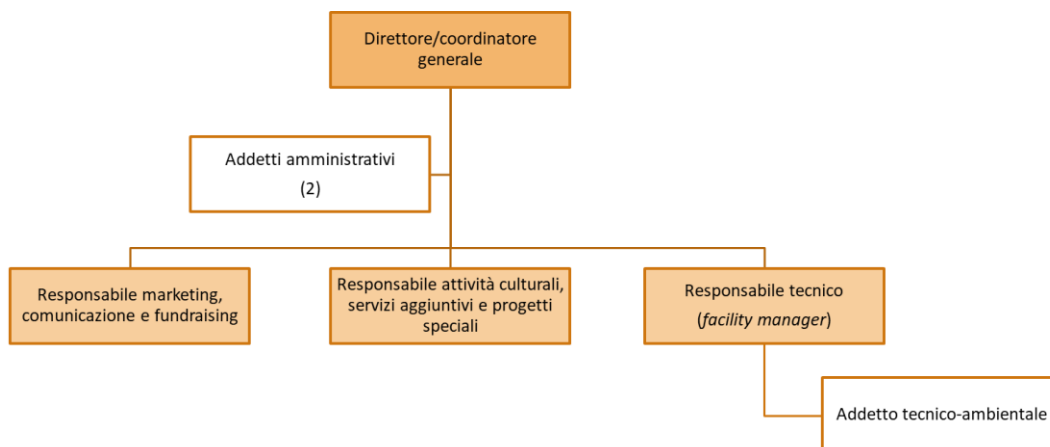 Direttore/coordinatore
generale
Addetti amministrativi
(2)
Responsabile marketing,
comunicazione e fundraising
Responsabile attività culturali,
servizi aggiuntivi e progetti
speciali
Responsabile tecnico
(facility manager)
Addetto tecnico-ambientale